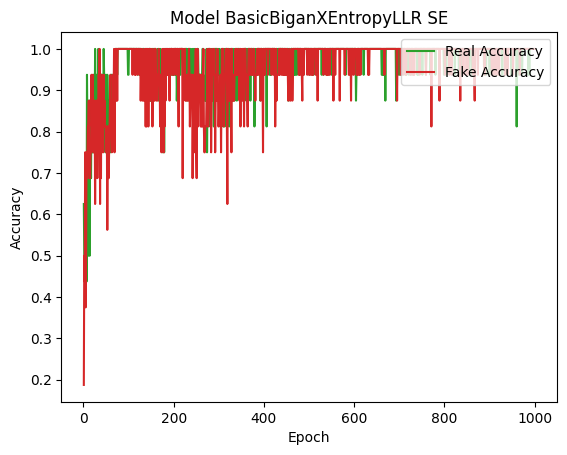 Model BasicBiganXEntropyLLR SE
Real Accuracy
Fake Accuracy
Accuracy
1.0
0.9
0.8
0.7
0.6
0.5
0.4
0.3
0.2
0 200 400 600 800 1000
Epoch